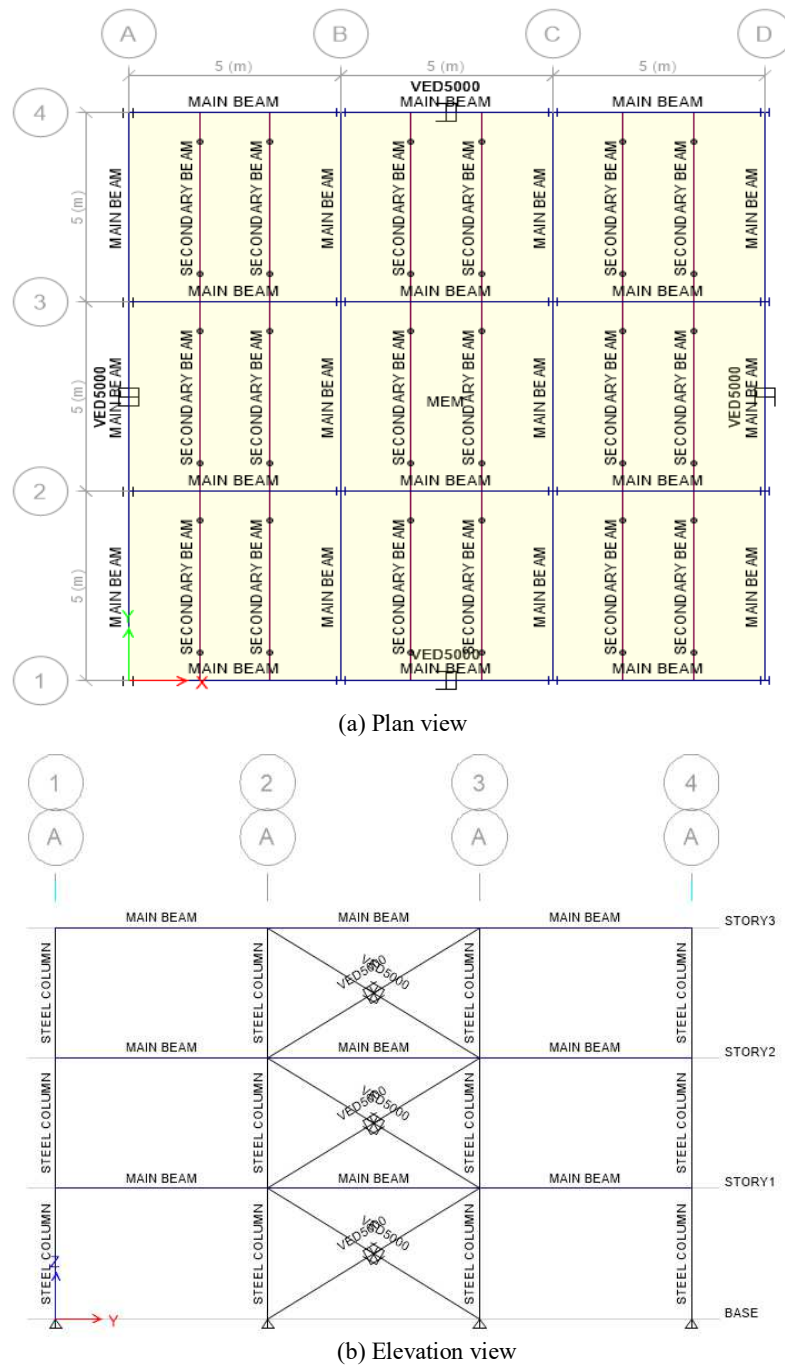 A B C D
5 (m) 5 (m) 5 (m)
VED5000
4 MAIN BEAM MAIN BEAM MAIN BEAM
5 (m) MAIN BEAM SECONDARY BEAM SECONDARY BEAM MAIN BEAM SECONDARY BEAM SECONDARY BEAM MAIN BEAM SECONDARY BEAM SECONDARY BEAM MAIN BEAM
3 MAIN BEAM MAIN BEAM MAIN BEAM
5 (m) VED5000 MAIN BEAM SECONDARY BEAM SECONDARY BEAM MAIN BEAM SECONDARY BEAM MEM SECONDARY BEAM MAIN BEAM SECONDARY BEAM SECONDARY BEAM VED5000 MAIN BEAM
2 MAIN BEAM MAIN BEAM MAIN BEAM
5 (m) MAIN BEAM SECONDARY BEAM SECONDARY BEAM MAIN BEAM SECONDARY BEAM SECONDARY BEAM MAIN BEAM SECONDARY BEAM SECONDARY BEAM MAIN BEAM
Y
VED5000
1 X MAIN BEAM MAIN BEAM MAIN BEAM
(a) Plan view
1 2 3 4
A A A A
MAIN BEAM MAIN BEAM MAIN BEAM STORY3
STEEL COLUMN STEEL COLUMN VED5000 VED5000 STEEL COLUMN STEEL COLUMN
MAIN BEAM MAIN BEAM MAIN BEAM STORY2
STEEL COLUMN STEEL COLUMN VED5000 VED5000 STEEL COLUMN STEEL COLUMN
MAIN BEAM MAIN BEAM MAIN BEAM STORY1
STEEL COLUMN STEEL COLUMN VED5000 VED5000 STEEL COLUMN STEEL COLUMN
Z
Y BASE
(b) Elevation view